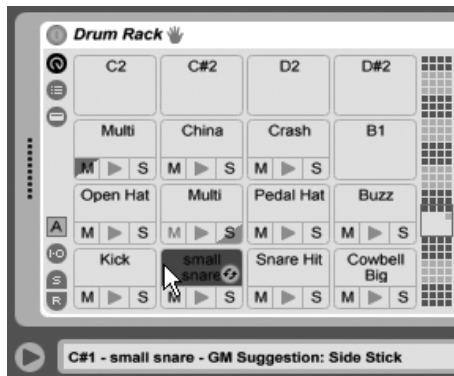 Drum Rack
C2 C#2 D2 D#2
Multi China Crash B1
M S M S M S
Open Hat Multi Pedal Hat Buzz
A M S M S M S M S
I-O Kick small snare Snare Hit Cowbell Big
S
R M S M S M S M S
C#1 - small snare - GM Suggestion: Side Stick